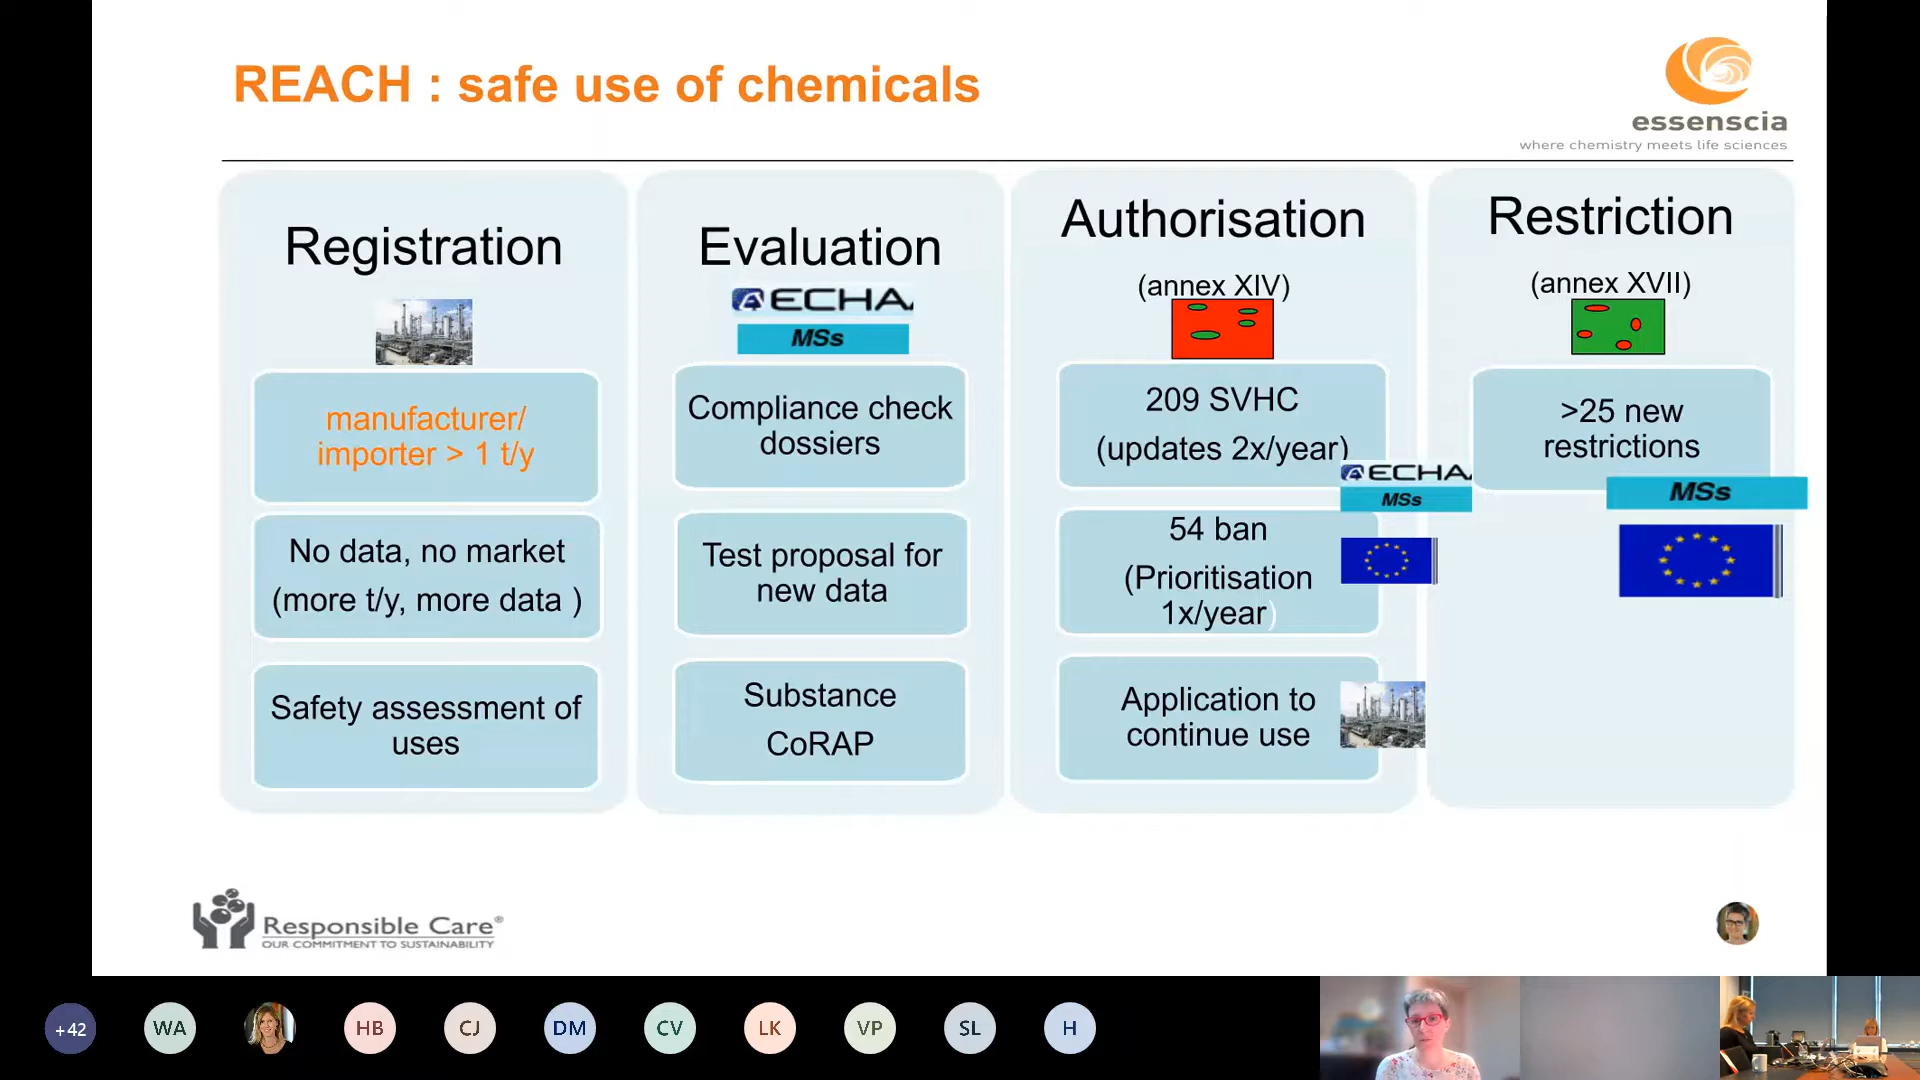 REACH : safe use of chemicals
essenscia
where chemistry meets life sciences
Registration
manufacturer/
importer > 1 t/y
No data, no market
(more t/y, more data )
Safety assessment of
uses
Evaluation
ECHA
MSs
Compliance check
dossiers
Test proposal for
new data
Substance
CoRAP
Authorisation
(annex XIV)
209 SVHC
(updates 2x/year)
ECHA
MSs
54 ban
(Prioritisation
1x/year)
Application to
continue use
Restriction
(annex XVII)
>25 new
restrictions
MSs
Responsible Care®
OUR COMMITMENT TO SUSTAINABILITY
+42
WA
HB
CJ
DM
CV
LK
VP
SL
H